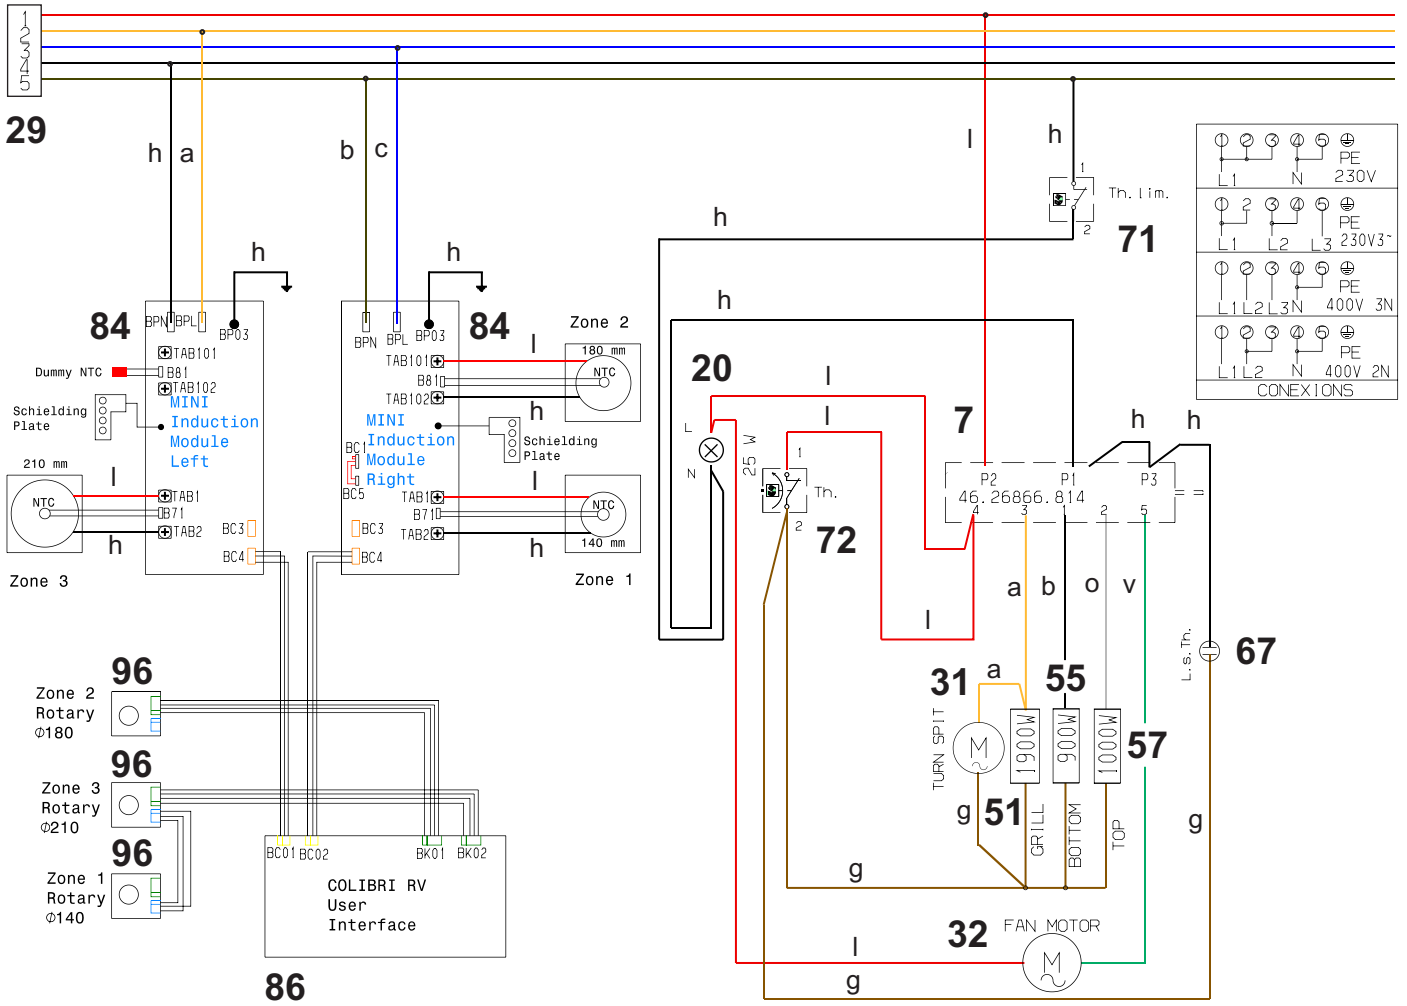 1
2
3
4
5
29
h a
b c
l
h
1
Th. lim.
2
71
h
1 2 3 4 5
PE
L1 N 230V
1 2 3 4 5
PE
L1 L2 L3 230V3~
1 2 3 4 5
PE
L1 L2 L3 N 400V 3N
1 2 3 4 5
PE
L1 L2 N 400V 2N
CONEXIONS
h
h
84
BPN BPL BP03
TAB101
Dummy NTC
B81
TAB102
MINI
Induction
Module
Left
Schielding
Plate
210 mm
NTC
l
h
TAB1
B71
TAB2
BC3
BC4
Zone 3
84
BPN BPL BP03
TAB101
B81
TAB102
MINI
Induction
Module
Right
BC1
BC5
TAB1
B71
TAB2
BC3
BC4
Zone 2
180 mm
NTC
l
h
Schielding
Plate
l
NTC
h
140 mm
Zone 1
h
20
L
N
25 W
l
l
1
Th.
2
72
7
h h
P2 P1 P3
46.26866.814
4 3 1 2 5
l
a b o v
L.s.Th.
67
96
Zone 2
Rotary
Φ180
96
Zone 3
Rotary
Φ210
96
Zone 1
Rotary
Φ140
BC01 BC02 BK01 BK02
COLIBRI RV
User
Interface
86
31
a
55
TURN SPIT
M
~
1900W
900W
1000W
57
g
51
GRILL
BOTTOM
TOP
g
g
32
FAN MOTOR
M
~
l
g